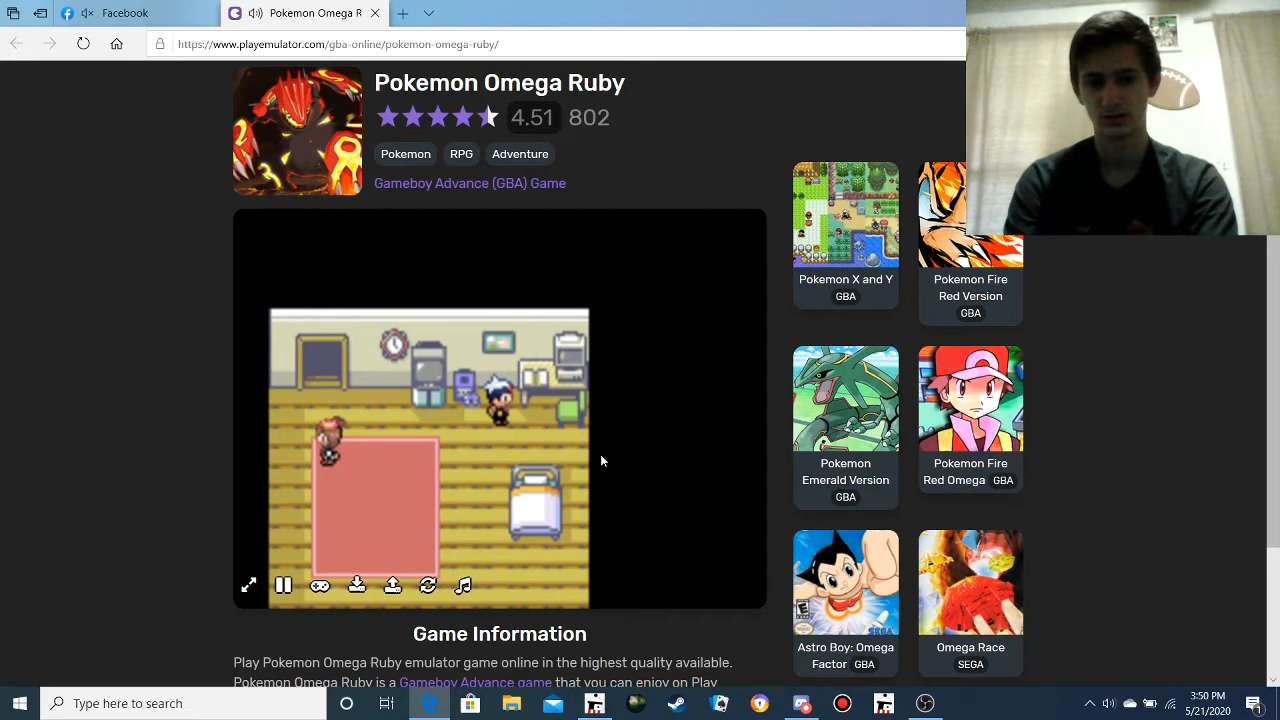 Facebook
Pokemon Omega R
https://www.playemulator.com/gba-online/pokemon-omega-ruby/
Pokemon Omega Ruby
4.51 802
Pokemon RPG Adventure
Gameboy Advance (GBA) Game
Pokemon X and Y
GBA
Pokemon Fire
Red Version
GBA
Pokemon
Emerald Version
GBA
Pokemon Fire
Red Omega GBA
Astro Boy: Omega
Factor GBA
Omega Race
SEGA
Game Information
Play Pokemon Omega Ruby emulator game online in the highest quality available.
Pokemon Omega Ruby is a Gameboy Advance game that you can enjoy on Play
Type here to search
3:50 PM
5/21/2020